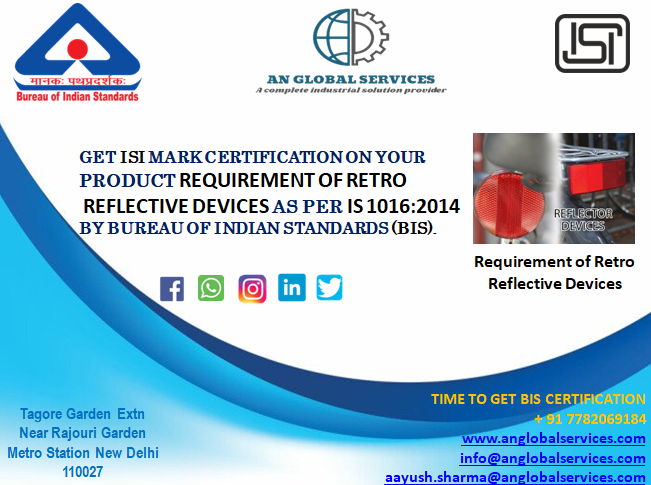 मानकः पथप्रदर्शकः
Bureau of Indian Standards
AN GLOBAL SERVICES
A complete industrial solution provider
ISI
GET ISI MARK CERTIFICATION ON YOUR
PRODUCT REQUIREMENT OF RETRO
REFLECTIVE DEVICES AS PER IS 1016:2014
BY BUREAU OF INDIAN STANDARDS (BIS).
REFLECTOR
DEVICES
Requirement of Retro
Reflective Devices
Tagore Garden Extn
Near Rajouri Garden
Metro Station New Delhi
110027
TIME TO GET BIS CERTIFICATION
+ 91 7782069184
www.anglobalservices.com
info@anglobalservices.com
aayush.sharma@anglobalservices.com